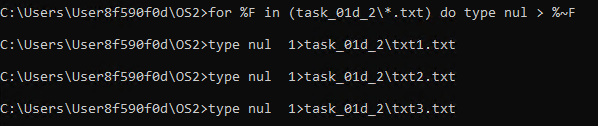 C:\Users\User8f590f0d\OS2>for %F in (task_01d_2\*.txt) do type nul > %~F
C:\Users\User8f590f0d\OS2>type nul  1>task_01d_2\txt1.txt
C:\Users\User8f590f0d\OS2>type nul  1>task_01d_2\txt2.txt
C:\Users\User8f590f0d\OS2>type nul  1>task_01d_2\txt3.txt